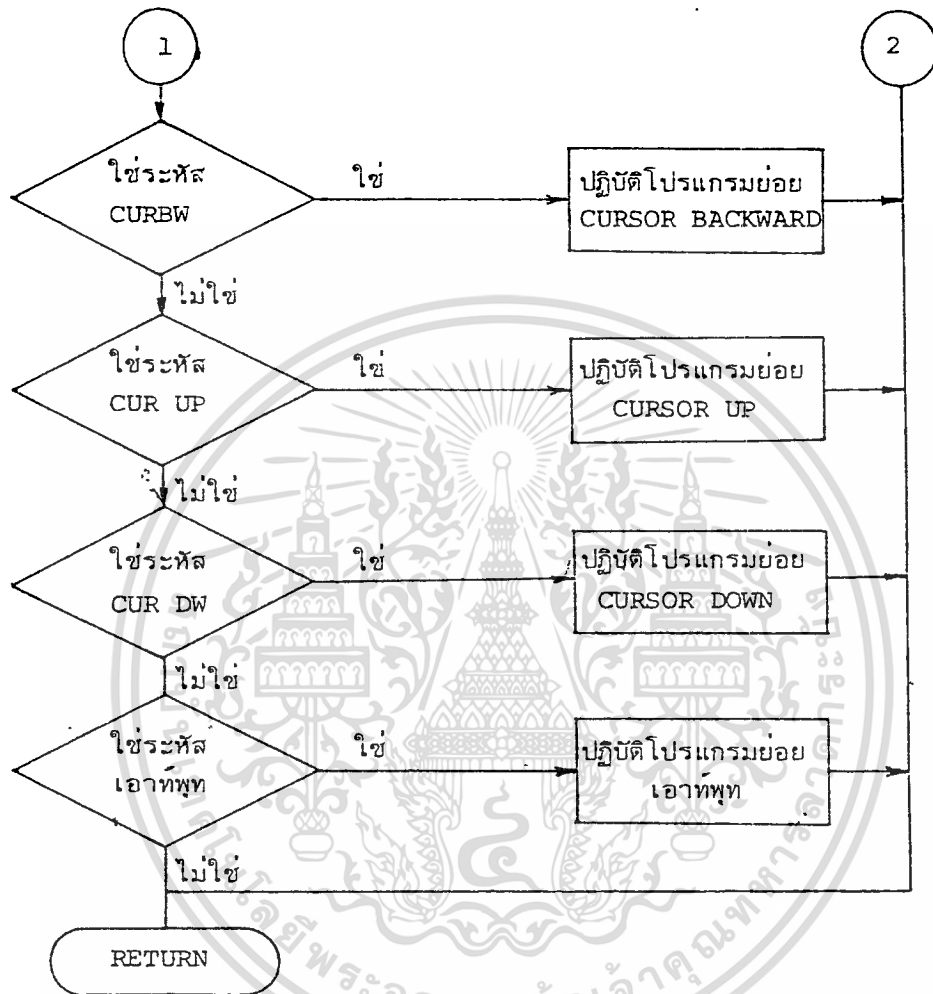 1
2
ใช่ระหัส
CURBW
ใช่
ปฏิบัติโปรแกรมย่อย
CURSOR BACKWARD
ไม่ใช่
ใช่ระหัส
CUR UP
ใช่
ปฏิบัติโปรแกรมย่อย
CURSOR UP
ไม่ใช่
ใช่ระหัส
CUR DW
ใช่
ปฏิบัติโปรแกรมย่อย
CURSOR DOWN
ไม่ใช่
ใช่ระหัส
เอาท์พุท
ใช่
ปฏิบัติโปรแกรมย่อย
เอาท์พุท
ไม่ใช่
RETURN